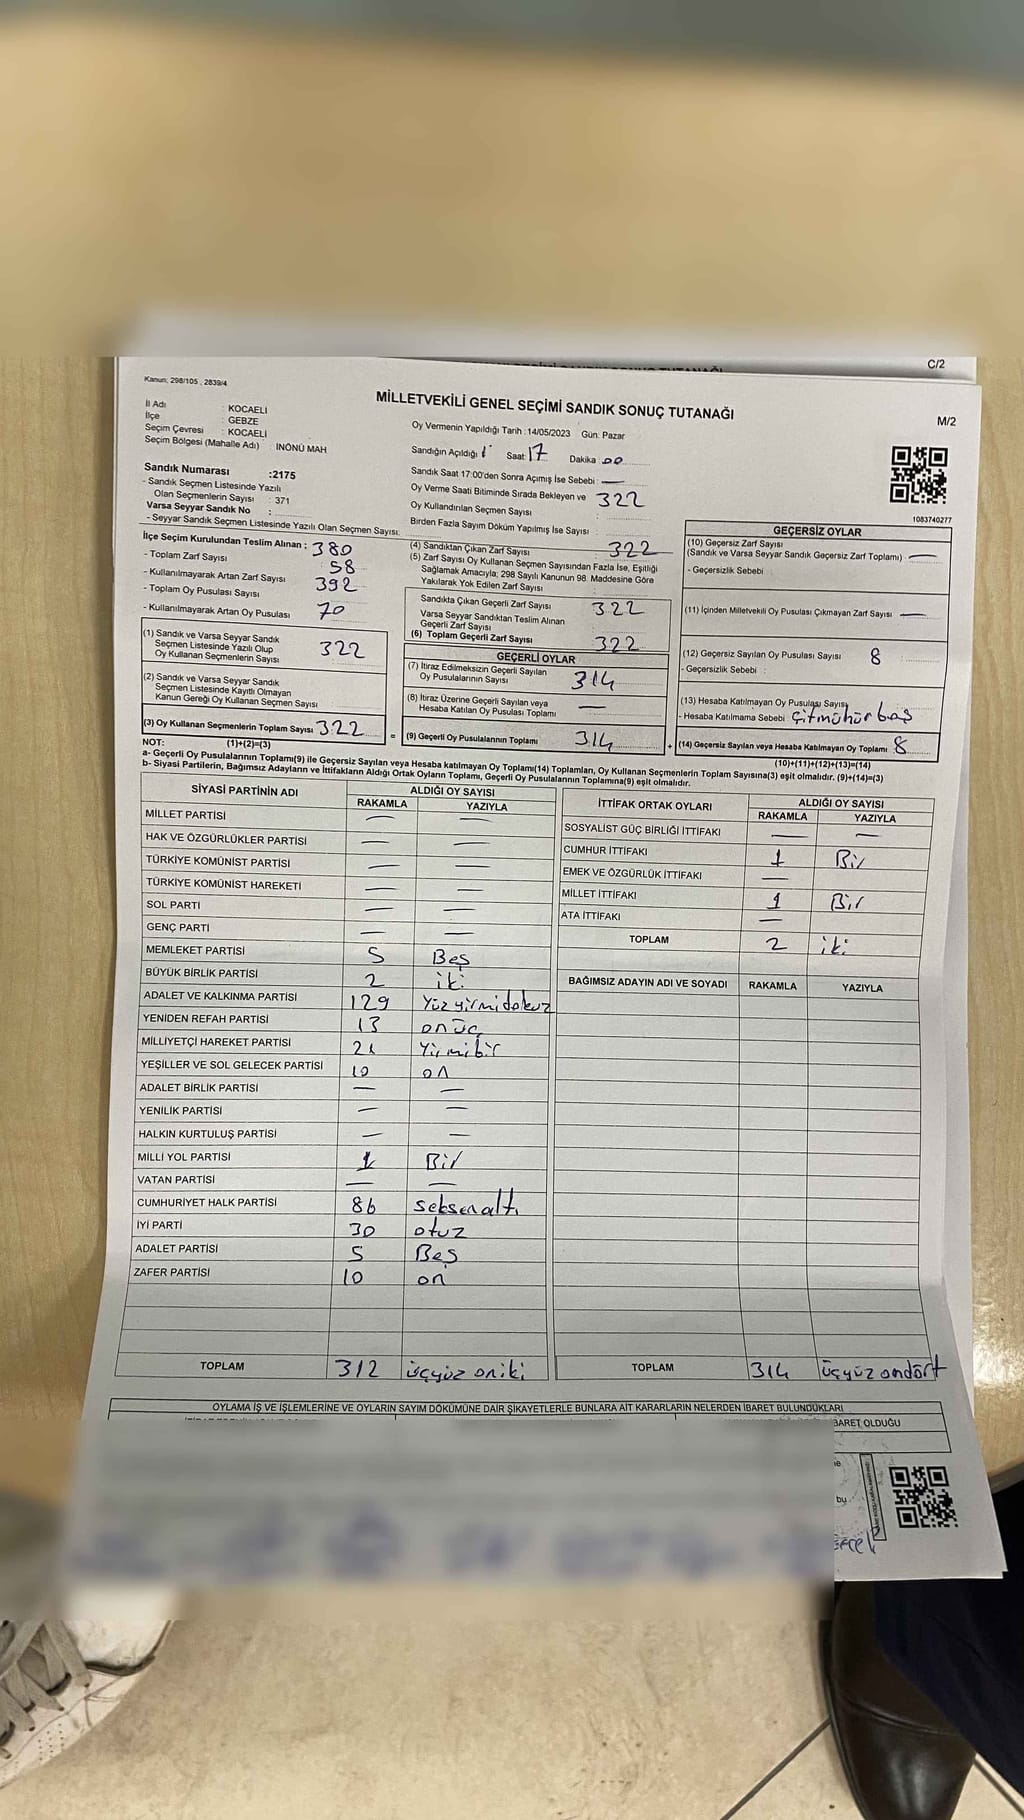 C/2
Kanun: 298/105 , 2839/4
MİLLETVEKİLİ GENEL SEÇİMİ SANDIK SONUÇ TUTANAĞI
M/2
İl Adı : KOCAELİ
İlçe : GEBZE
Seçim Çevresi : KOCAELİ
Seçim Bölgesi (Mahalle Adı) İNÖNÜ MAH
Sandık Numarası :2175
- Sandık Seçmen Listesinde Yazılı
Olan Seçmenlerin Sayısı : 371
Varsa Seyyar Sandık No :
- Seyyar Sandık Seçmen Listesinde Yazılı Olan Seçmen Sayısı:
Oy Vermenin Yapıldığı Tarih :14/05/2023 Gün: Pazar
Sandığın Açıldığı Saat 17 Dakika : 00
Sandık Saat 17:00'den Sonra Açımış İse Sebebi : —
Oy Verme Saati Bitiminde Sırada Bekleyen ve 322
Oy Kullandırılan Seçmen Sayısı
Birden Fazla Sayım Döküm Yapılmış İse Sayısı :
1083740277
İlçe Seçim Kurulundan Teslim Alınan ;
- Toplam Zarf Sayısı 380
- Kullanılmayarak Artan Zarf Sayısı 58
- Toplam Oy Pusulası Sayısı 392
- Kullanılmayarak Artan Oy Pusulası 70
(1) Sandık ve Varsa Seyyar Sandık
Seçmen Listesinde Yazılı Olup 322
Oy Kullanan Seçmenlerin Sayısı
(2) Sandık ve Varsa Seyyar Sandık
Seçmen Listesinde Kayıtlı Olmayan
Kanun Gereği Oy Kullanan Seçmen Sayısı
(3) Oy Kullanan Seçmenlerin Toplam Sayısı 322 =
(1)+(2)=(3)
(4) Sandıktan Çıkan Zarf Sayısı 322
(5) Zarf Sayısı Oy Kullanan Seçmen Sayısından Fazla İse, Eşitliği
Sağlamak Amacıyla; 298 Sayılı Kanunun 98. Maddesine Göre
Yakılarak Yok Edilen Zarf Sayısı
Sandıkta Çıkan Geçerli Zarf Sayısı 322
Varsa Seyyar Sandıktan Teslim Alınan
Geçerli Zarf Sayısı
(6) Toplam Geçerli Zarf Sayısı 322
GEÇERLİ OYLAR
(7) İtiraz Edilmeksizin Geçerli Sayılan
Oy Pusulalarının Sayısı 314
(8) İtiraz Üzerine Geçerli Sayılan veya
Hesaba Katılan Oy Pusulası Toplamı —
(9) Geçerli Oy Pusulalarının Toplamı 314 +
GEÇERSİZ OYLAR
(10) Geçersiz Zarf Sayısı
(Sandık ve Varsa Seyyar Sandık Geçersiz Zarf Toplamı) —
- Geçersizlik Sebebi
(11) İçinden Milletvekili Oy Pusulası Çıkmayan Zarf Sayısı —
(12) Geçersiz Sayılan Oy Pusulası Sayısı 8
- Geçersizlik Sebebi :
(13) Hesaba Katılmayan Oy Pusulası Sayısı
- Hesaba Katılmama Sebebi çift mühür bas
(14) Geçersiz Sayılan veya Hesaba Katılmayan Oy Toplamı 8
(10)+(11)+(12)+(13)=(14)
NOT:
a- Geçerli Oy Pusulalarının Toplamı(9) ile Geçersiz Sayılan veya Hesaba katılmayan Oy Toplamı(14) Toplamları, Oy Kullanan Seçmenlerin Toplam Sayısına(3) eşit olmalıdır. (9)+(14)=(3)
b- Siyasi Partilerin, Bağımsız Adayların ve İttifakların Aldığı Ortak Oyların Toplamı, Geçerli Oy Pusulalarının Toplamına(9) eşit olmalıdır.
SİYASİ PARTİNİN ADI ALDIĞI OY SAYISI
RAKAMLA YAZIYLA
MİLLET PARTİSİ — —
HAK VE ÖZGÜRLÜKLER PARTİSİ — —
TÜRKİYE KOMÜNİST PARTİSİ — —
TÜRKİYE KOMÜNİST HAREKETİ — —
SOL PARTİ — —
GENÇ PARTİ — —
MEMLEKET PARTİSİ 5 Beş
BÜYÜK BİRLİK PARTİSİ 2 iki
ADALET VE KALKINMA PARTİSİ 129 Yüz yirmi dokuz
YENİDEN REFAH PARTİSİ 13 onüç
MİLLİYETÇİ HAREKET PARTİSİ 21 Yirmibir
YEŞİLLER VE SOL GELECEK PARTİSİ 10 on
ADALET BİRLİK PARTİSİ — —
YENİLİK PARTİSİ — —
HALKIN KURTULUŞ PARTİSİ — —
MİLLİ YOL PARTİSİ 1 Bir
VATAN PARTİSİ — —
CUMHURİYET HALK PARTİSİ 86 seksenaltı
İYİ PARTİ 30 otuz
ADALET PARTİSİ 5 Beş
ZAFER PARTİSİ 10 on
TOPLAM 312 üçyüz oniki
İTTİFAK ORTAK OYLARI ALDIĞI OY SAYISI
RAKAMLA YAZIYLA
SOSYALİST GÜÇ BİRLİĞİ İTTİFAKI — —
CUMHUR İTTİFAKI 1 Bir
EMEK VE ÖZGÜRLÜK İTTİFAKI —
MİLLET İTTİFAKI 1 Bir
ATA İTTİFAKI —
TOPLAM 2 iki
BAĞIMSIZ ADAYIN ADI VE SOYADI RAKAMLA YAZIYLA
TOPLAM 314 üçyüz ondört
OYLAMA İŞ VE İŞLEMLERİNE VE OYLARIN SAYIM DÖKÜMÜNE DAİR ŞİKAYETLERLE BUNLARA AİT KARARLARIN NELERDEN İBARET BULUNDUKLARI
BARET OLDUĞU
bu